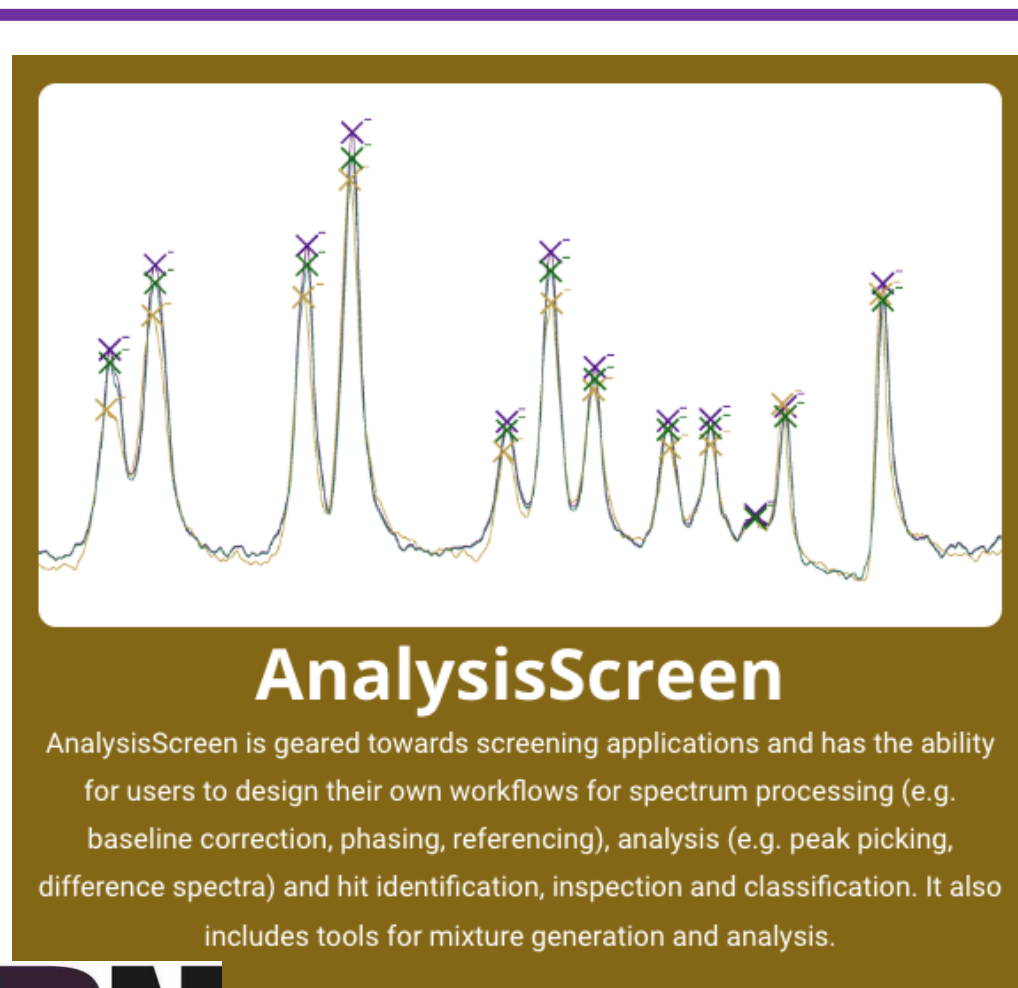 AnalysisScreen
AnalysisScreen is geared towards screening applications and has the ability
for users to design their own workflows for spectrum processing (e.g.
baseline correction, phasing, referencing), analysis (e.g. peak picking,
difference spectra) and hit identification, inspection and classification. It also
includes tools for mixture generation and analysis.